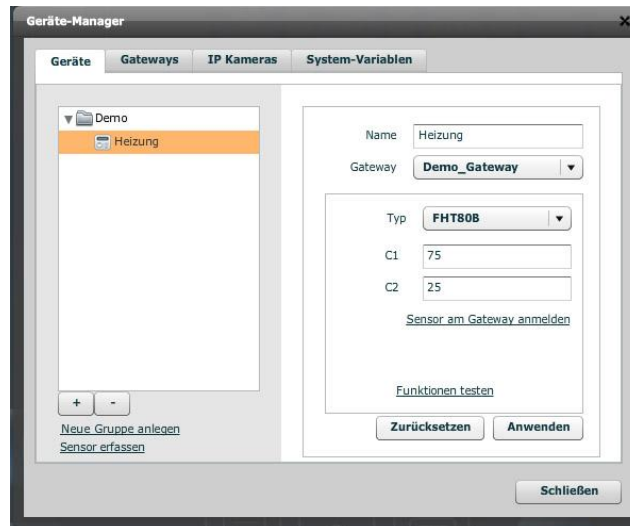 Geräte-Manager
Geräte
Gateways
IP Kameras
System-Variablen
Demo
Heizung
+
-
Neue Gruppe anlegen
Sensor erfassen
Name
Heizung
Gateway
Demo_Gateway
Typ
FHT80B
C1
75
C2
25
Sensor am Gateway anmelden
Funktionen testen
Zurücksetzen
Anwenden
Schließen